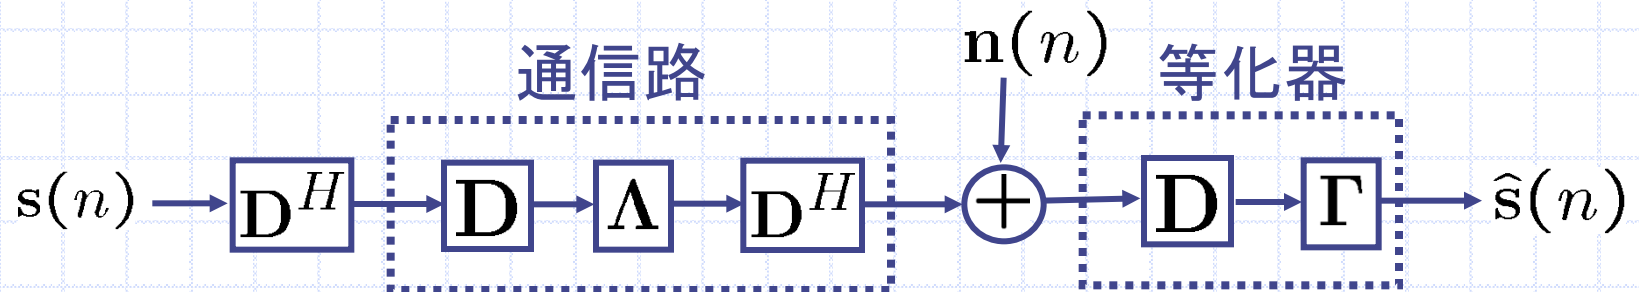 n(n)
通信路
等化器
s(n) D^H D Λ D^H + D Γ ŝ(n)